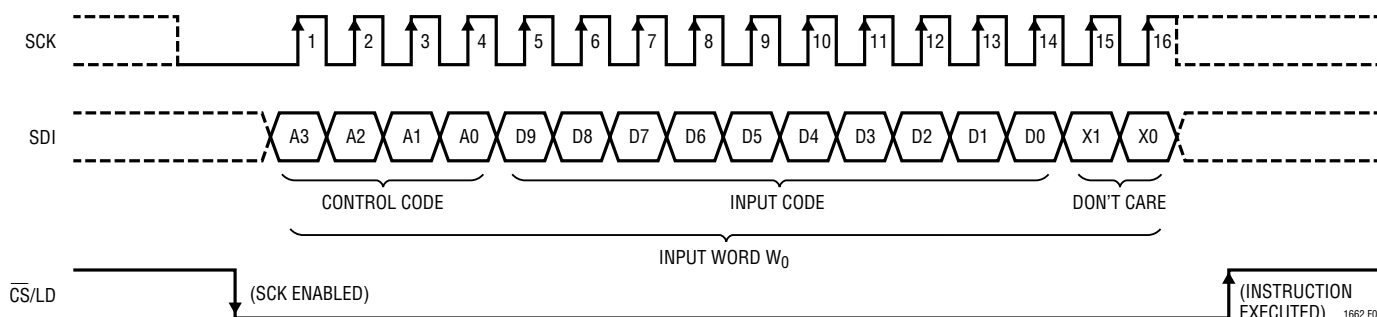 SCK 1 2 3 4 5 6 7 8 9 10 11 12 13 14 15 16
SDI A3 A2 A1 A0 D9 D8 D7 D6 D5 D4 D3 D2 D1 D0 X1 X0
CONTROL CODE INPUT CODE DON'T CARE
INPUT WORD W0
CS/LD (SCK ENABLED) (INSTRUCTION
EXECUTED)